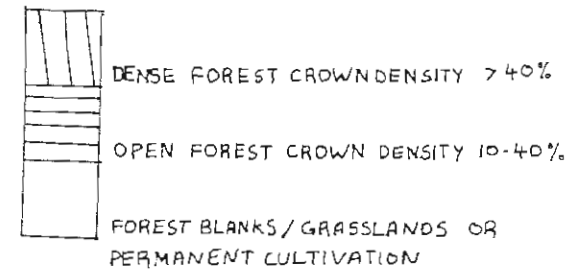 DENSE FOREST CROWNDENSITY >40%
OPEN FOREST CROWN DENSITY 10-40%
FOREST BLANKS/GRASSLANDS OR
PERMANENT CULTIVATION